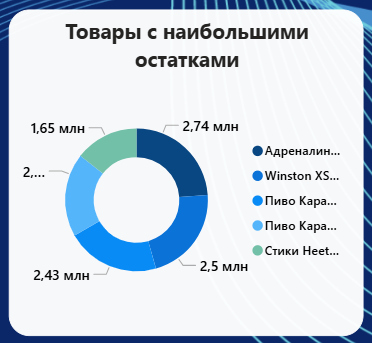 Товары с наибольшими
остатками
1,65 млн
2,74 млн
2,...
2,43 млн
2,5 млн
Адреналин...
Winston XS...
Пиво Кара...
Пиво Кара...
Стики Heet...